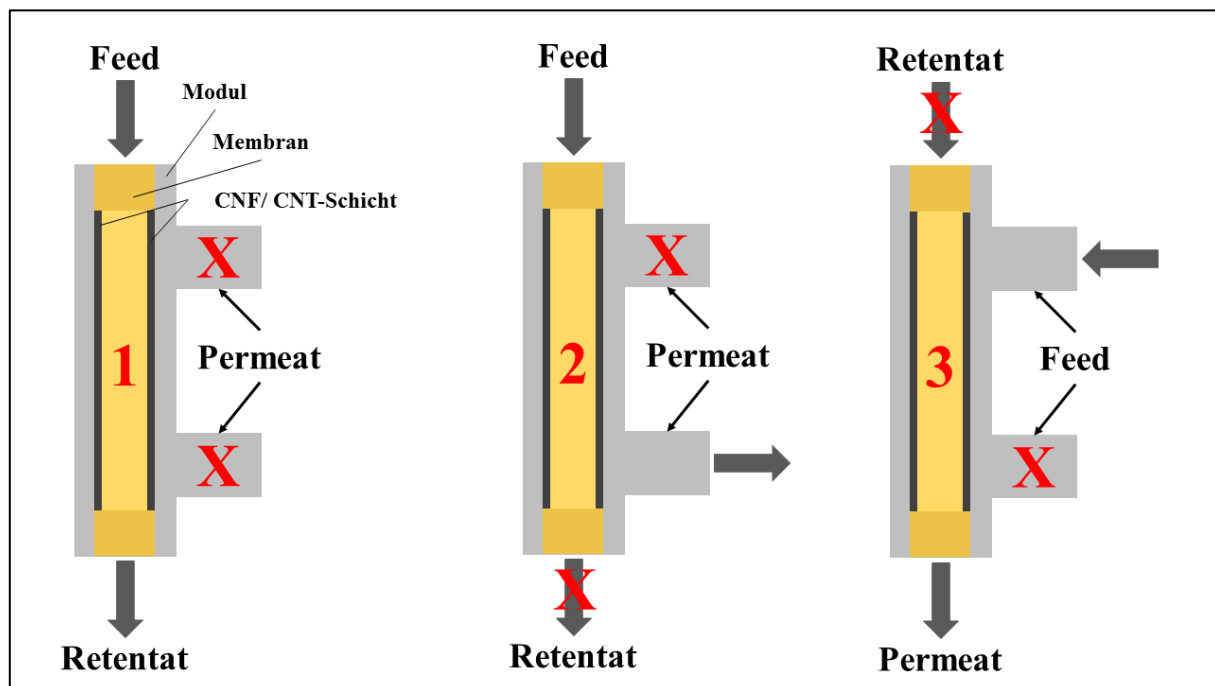 Feed
Modul
Membran
CNF/ CNT-Schicht
X
1
Permeat
X
Retentat
Feed
X
2
Permeat
X
Retentat
Retentat
X
3
Feed
X
Permeat